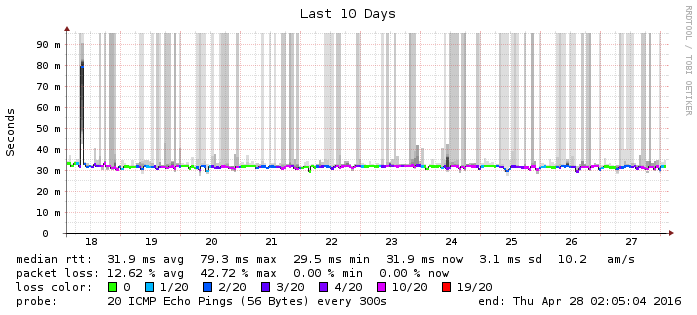 Last 10 Days
RRDTOOL / TOBI OETIKER
Seconds
90 m
80 m
70 m
60 m
50 m
40 m
30 m
20 m
10 m
0
18 19 20 21 22 23 24 25 26 27
median rtt: 31.9 ms avg 79.3 ms max 29.5 ms min 31.9 ms now 3.1 ms sd 10.2 am/s
packet loss: 12.62 % avg 42.72 % max 0.00 % min 0.00 % now
loss color: 0 1/20 2/20 3/20 4/20 10/20 19/20
probe: 20 ICMP Echo Pings (56 Bytes) every 300s end: Thu Apr 28 02:05:04 2016